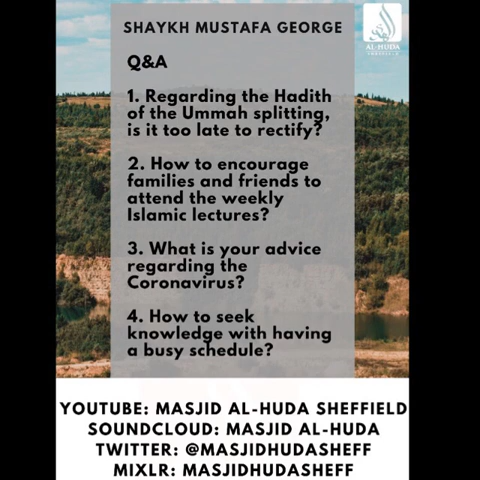 SHAYKH MUSTAFA GEORGE
AL-HUDA
SHEFFIELD
Q&A
1. Regarding the Hadith
of the Ummah splitting,
is it too late to rectify?
2. How to encourage
families and friends to
attend the weekly
Islamic lectures?
3. What is your advice
regarding the
Coronavirus?
4. How to seek
knowledge with having
a busy schedule?
YOUTUBE: MASJID AL-HUDA SHEFFIELD
SOUNDCLOUD: MASJID AL-HUDA
TWITTER: @MASJIDHUDASHEFF
MIXLR: MASJIDHUDASHEFF